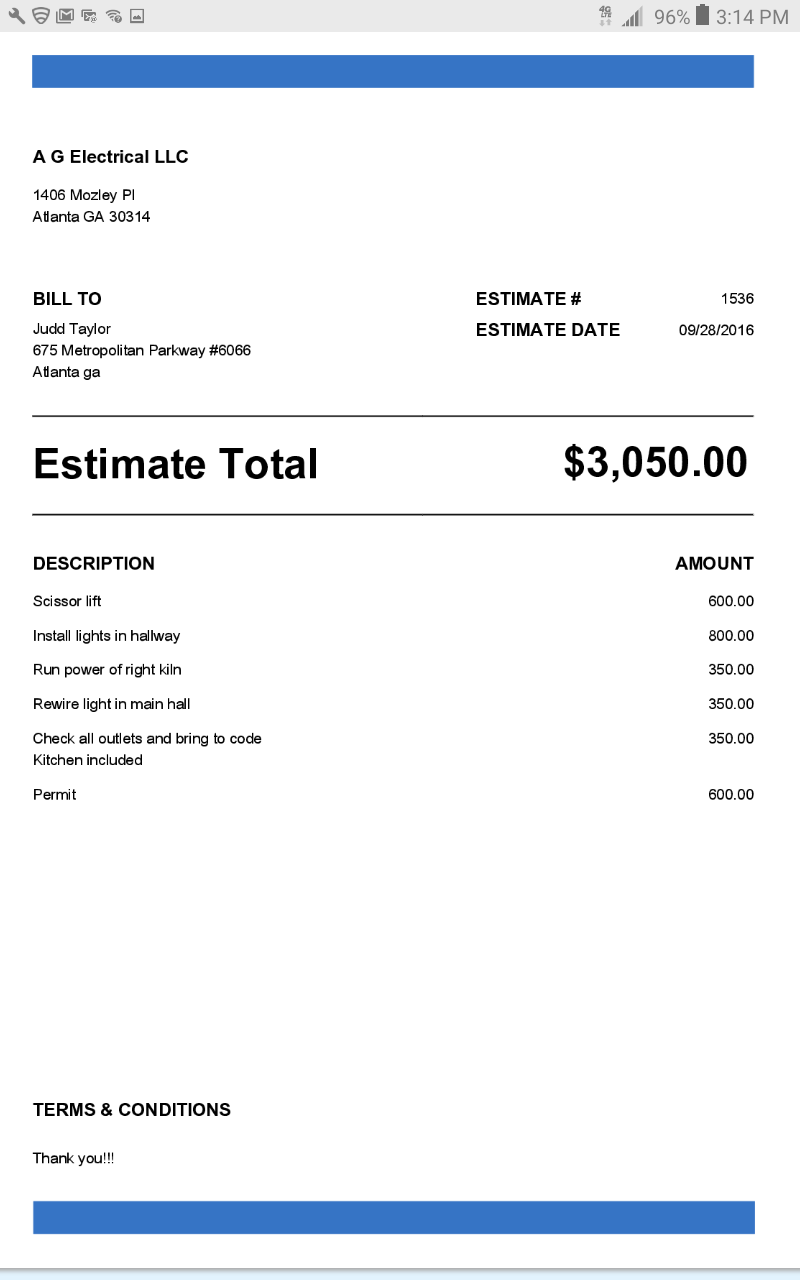 4G LTE 96% 3:14 PM
A G Electrical LLC
1406 Mozley Pl
Atlanta GA 30314
BILL TO
ESTIMATE # 1536
Judd Taylor
ESTIMATE DATE 09/28/2016
675 Metropolitan Parkway #6066
Atlanta ga
Estimate Total $3,050.00
DESCRIPTION AMOUNT
Scissor lift 600.00
Install lights in hallway 800.00
Run power of right kiln 350.00
Rewire light in main hall 350.00
Check all outlets and bring to code 350.00
Kitchen included
Permit 600.00
TERMS & CONDITIONS
Thank you!!!